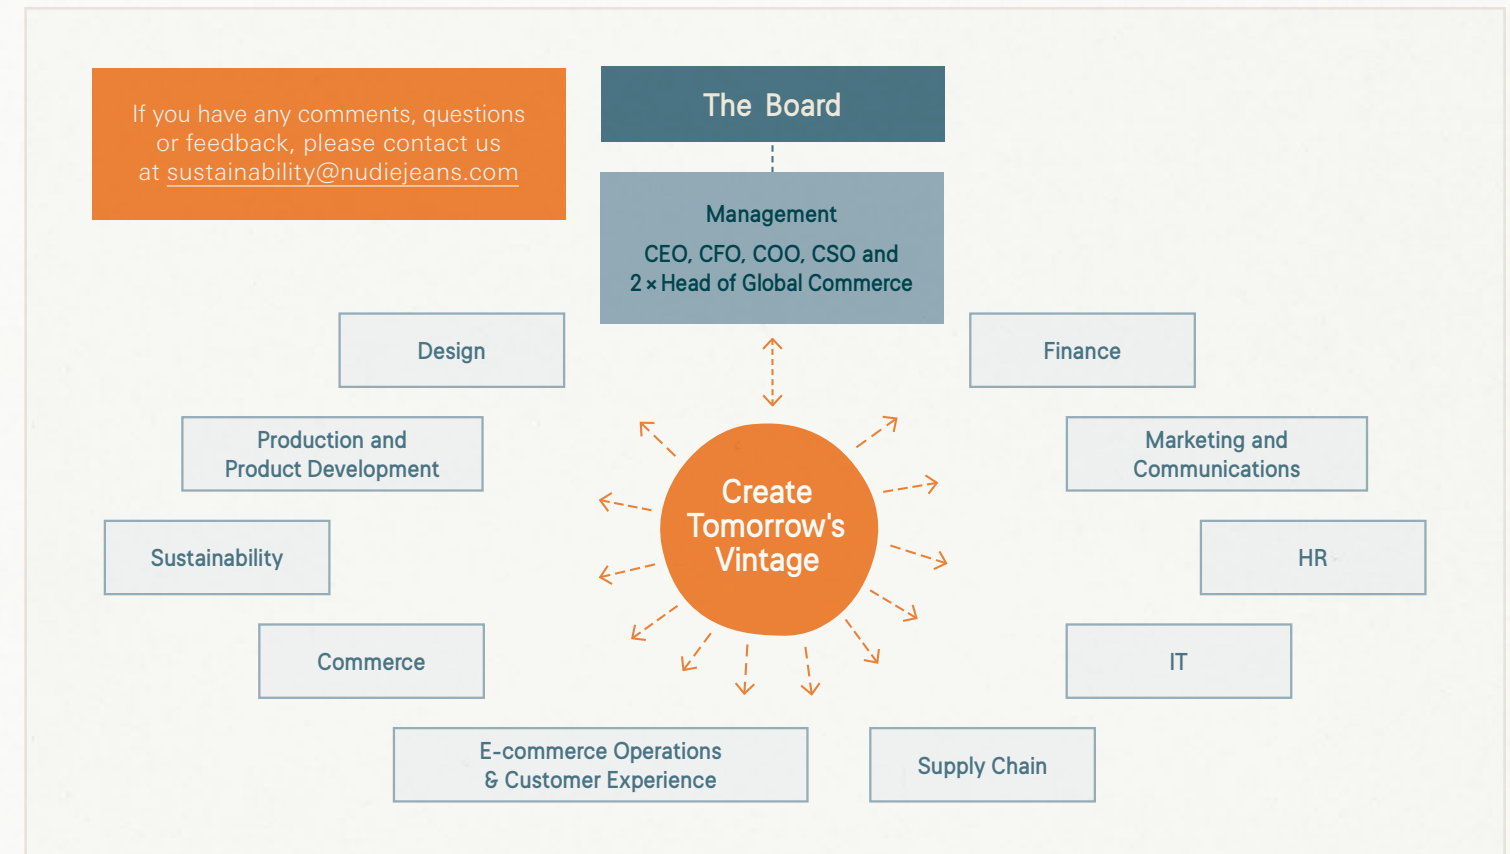 If you have any comments, questions
or feedback, please contact us
at sustainability@nudiejeans.com
The Board
Management
CEO, CFO, COO, CSO and
2 × Head of Global Commerce
Design
Finance
Production and
Product Development
Marketing and
Communications
Create
Tomorrow's
Vintage
Sustainability
HR
Commerce
IT
E-commerce Operations
& Customer Experience
Supply Chain